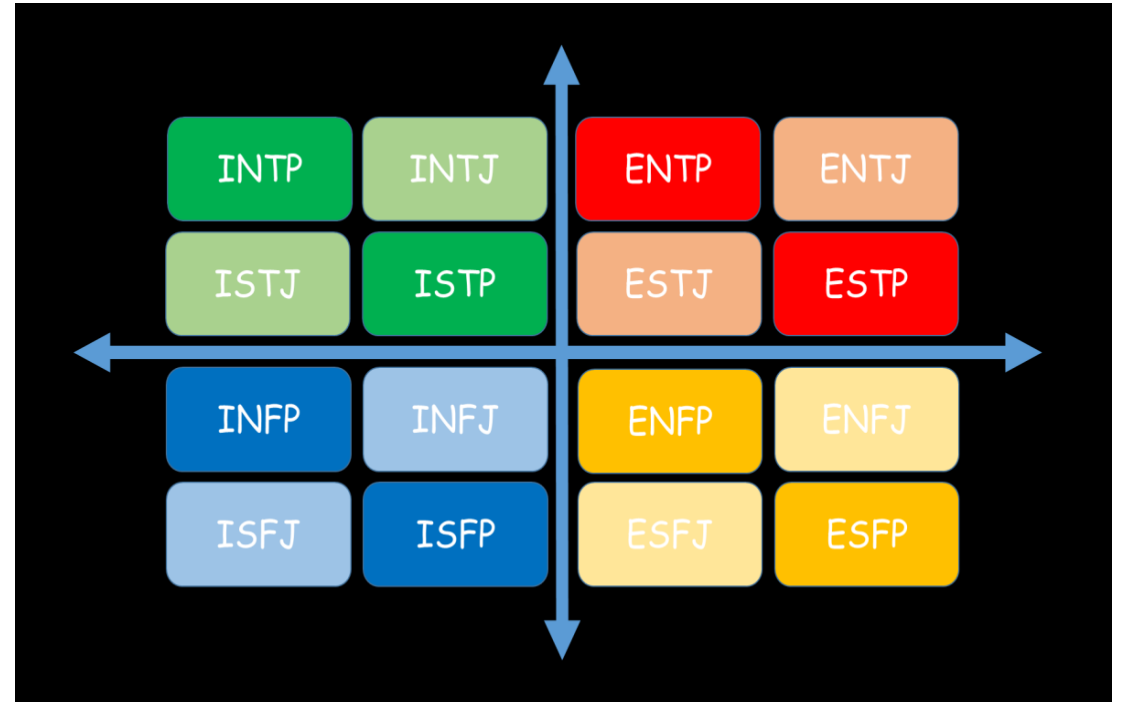 INTP INTJ ENTP ENTJ
ISTJ ISTP ESTJ ESTP
INFP INFJ ENFP ENFJ
ISFJ ISFP ESFJ ESFP